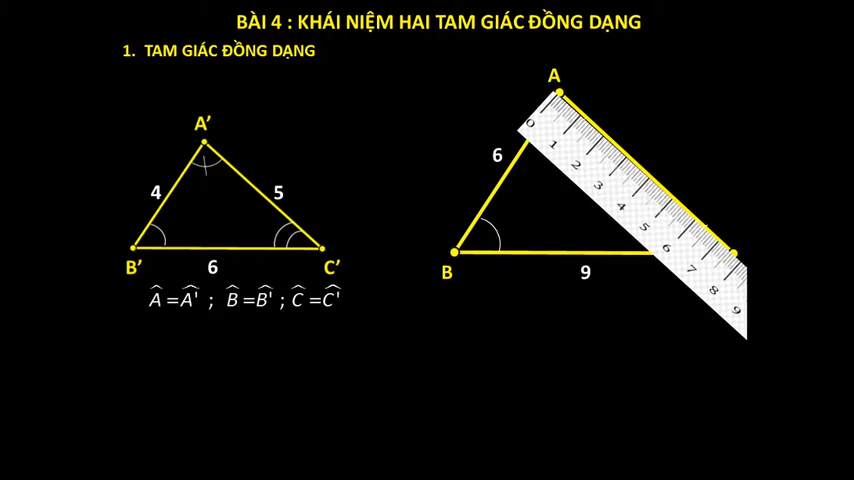 BÀI 4 : KHÁI NIỆM HAI TAM GIÁC ĐỒNG DẠNG
1. TAM GIÁC ĐỒNG DẠNG
A
A’
6
0 1 2 3 4 5 6 7 8 9
4
5
B’
6
C’
B
9
Â = Â' ; B̂ = B̂' ; Ĉ = Ĉ'